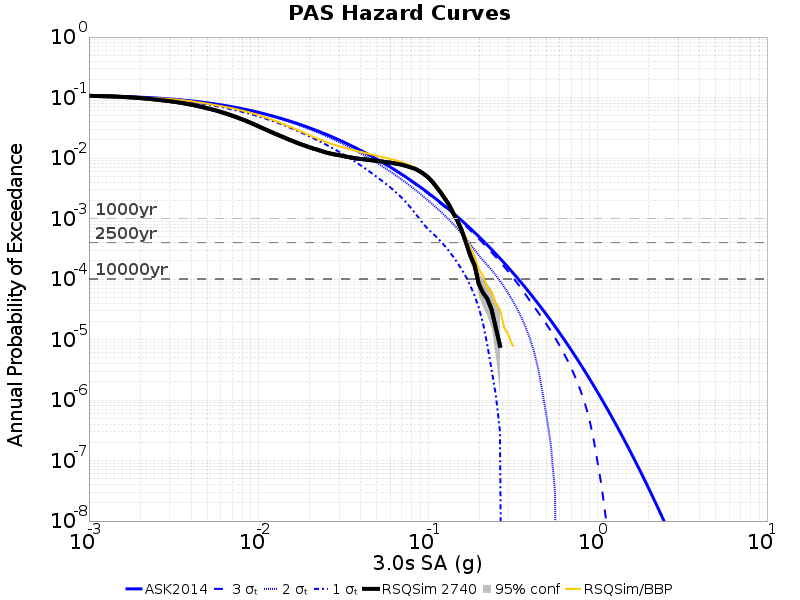 PAS Hazard Curves
Annual Probability of Exceedance
10^0
10^-1
10^-2
10^-3
10^-4
10^-5
10^-6
10^-7
10^-8
1000yr
2500yr
10000yr
10^-3 10^-2 10^-1 10^0 10^1
3.0s SA (g)
ASK2014 3 σₜ 2 σₜ 1 σₜ RSQSim 2740 95% conf RSQSim/BBP